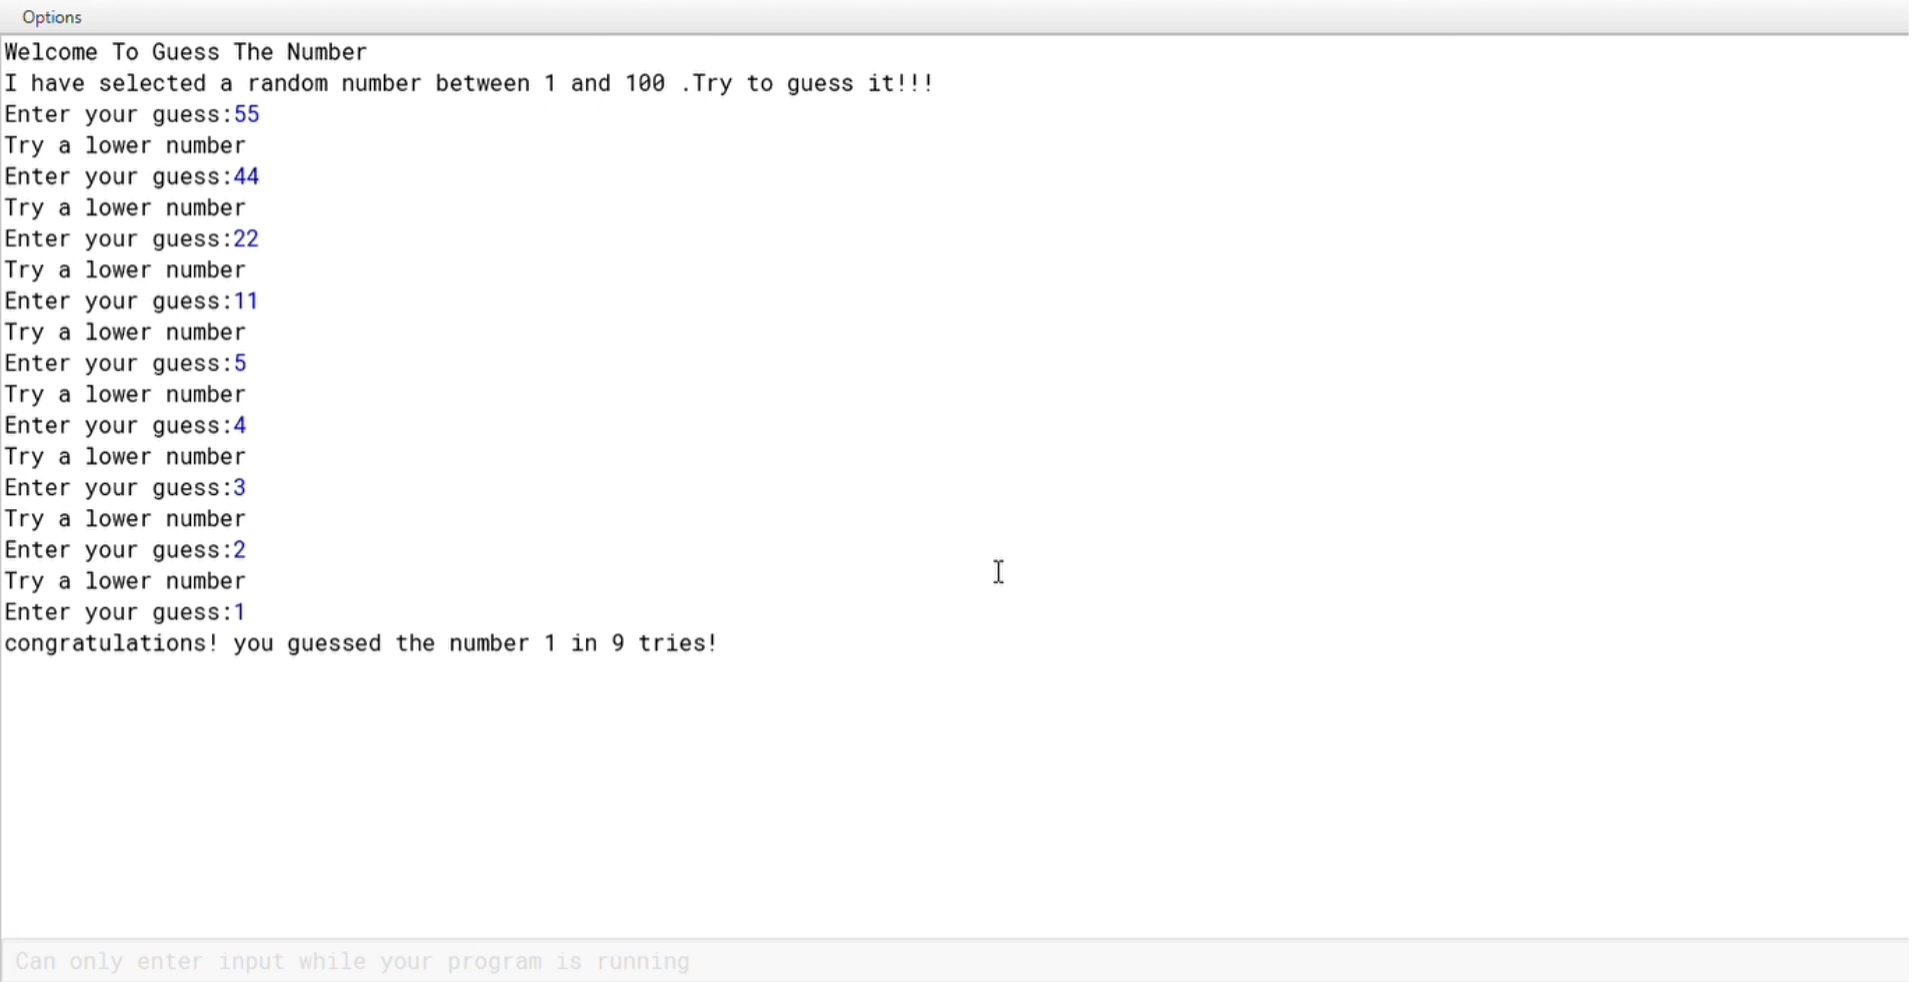 Options
Welcome To Guess The Number
I have selected a random number between 1 and 100 .Try to guess it!!!
Enter your guess:55
Try a lower number
Enter your guess:44
Try a lower number
Enter your guess:22
Try a lower number
Enter your guess:11
Try a lower number
Enter your guess:5
Try a lower number
Enter your guess:4
Try a lower number
Enter your guess:3
Try a lower number
Enter your guess:2
Try a lower number
Enter your guess:1
congratulations! you guessed the number 1 in 9 tries!
Can only enter input while your program is running